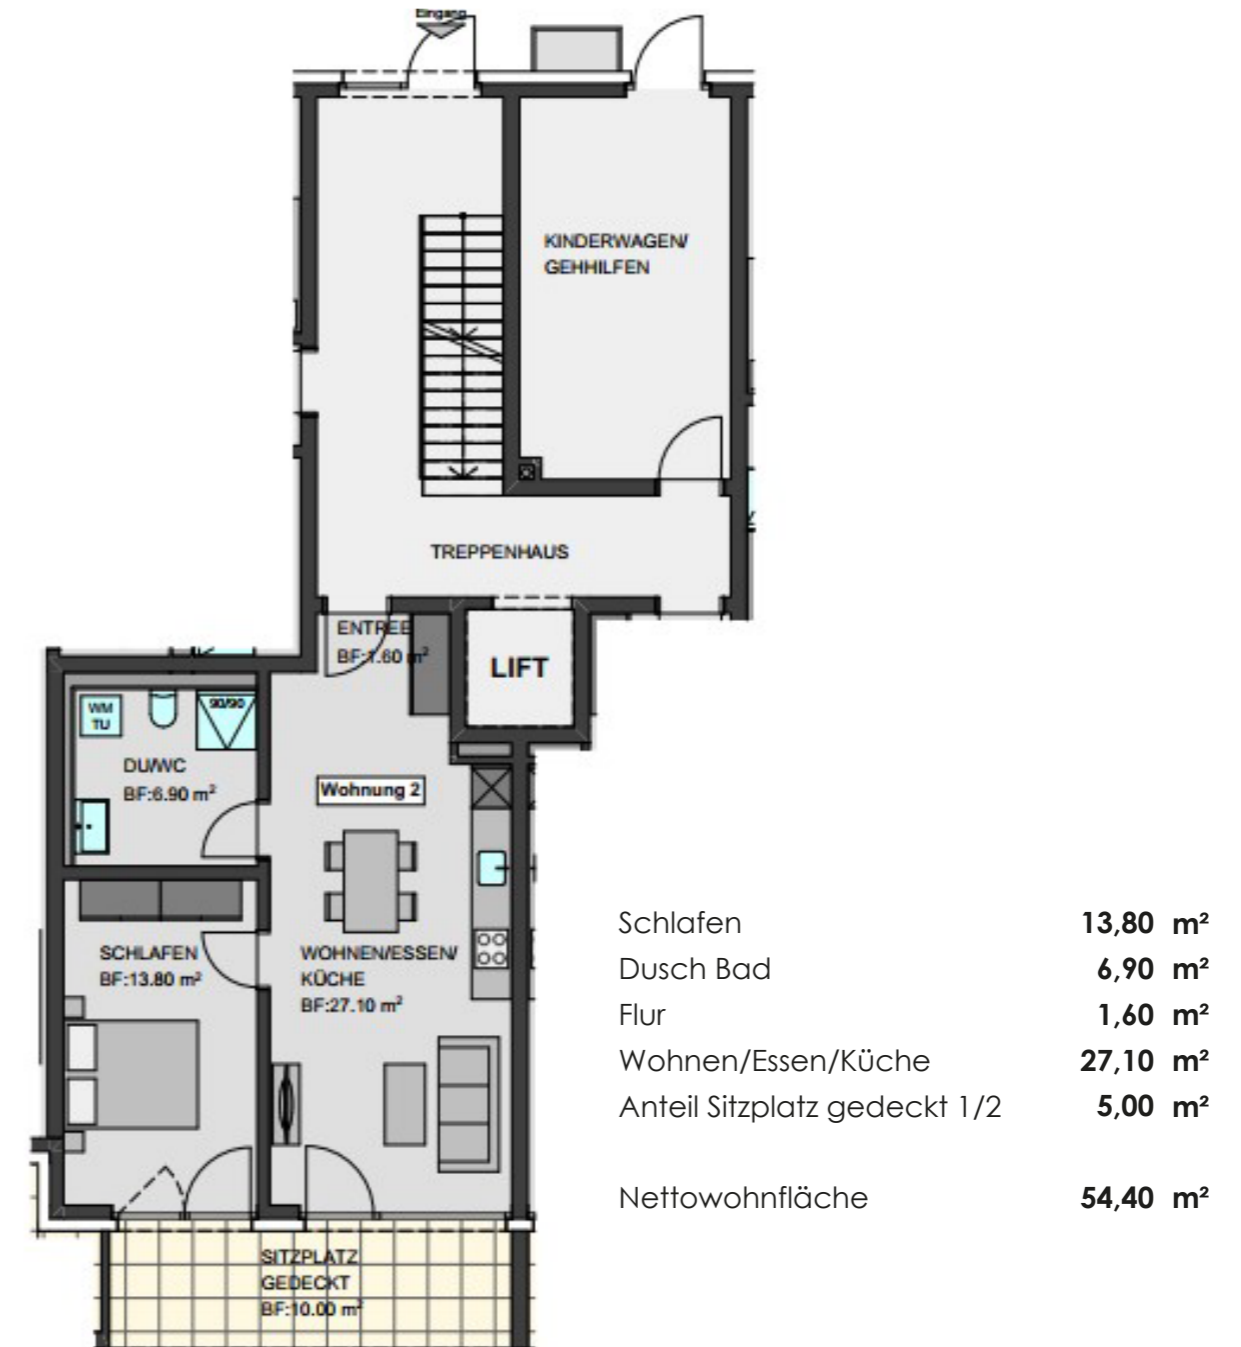 Eingang
KINDERWAGEN/
GEHHILFEN
TREPPENHAUS
ENTREE
BF:1.60 m²
LIFT
WM
TU
90/90
DU/WC
BF:6.90 m²
Wohnung 2
SCHLAFEN
BF:13.80 m²
WOHNEN/ESSEN/
KÜCHE
BF:27.10 m²
SITZPLATZ
GEDECKT
BF:10.00 m²
Schlafen 13,80 m²
Dusch Bad 6,90 m²
Flur 1,60 m²
Wohnen/Essen/Küche 27,10 m²
Anteil Sitzplatz gedeckt 1/2 5,00 m²
Nettowohnfläche 54,40 m²